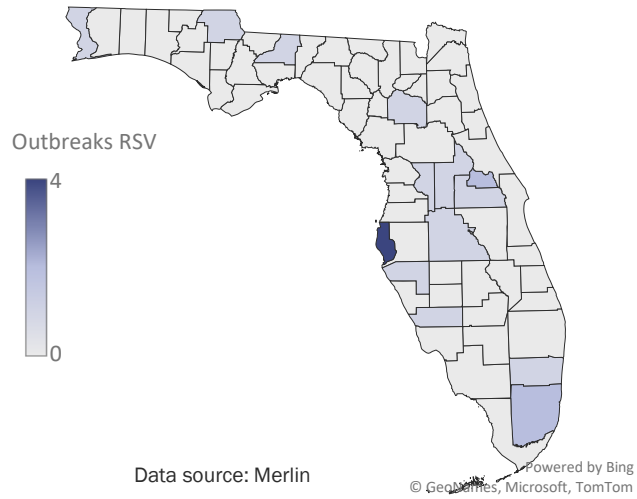 Outbreaks RSV
4
0
Data source: Merlin
Powered by Bing
© GeoNames, Microsoft, TomTom